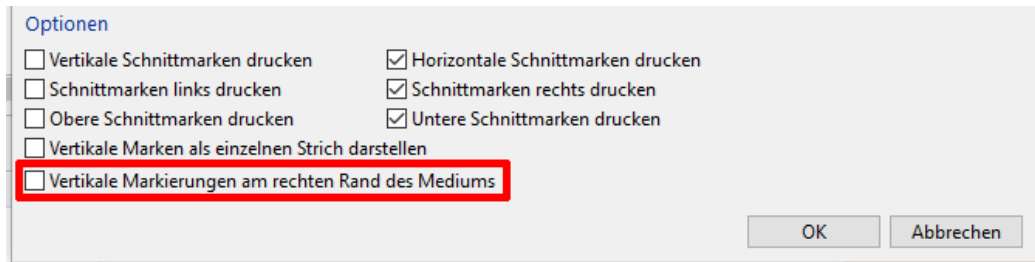 Optionen
Vertikale Schnittmarken drucken Horizontale Schnittmarken drucken
Schnittmarken links drucken Schnittmarken rechts drucken
Obere Schnittmarken drucken Untere Schnittmarken drucken
Vertikale Marken als einzelnen Strich darstellen
Vertikale Markierungen am rechten Rand des Mediums
OK Abbrechen